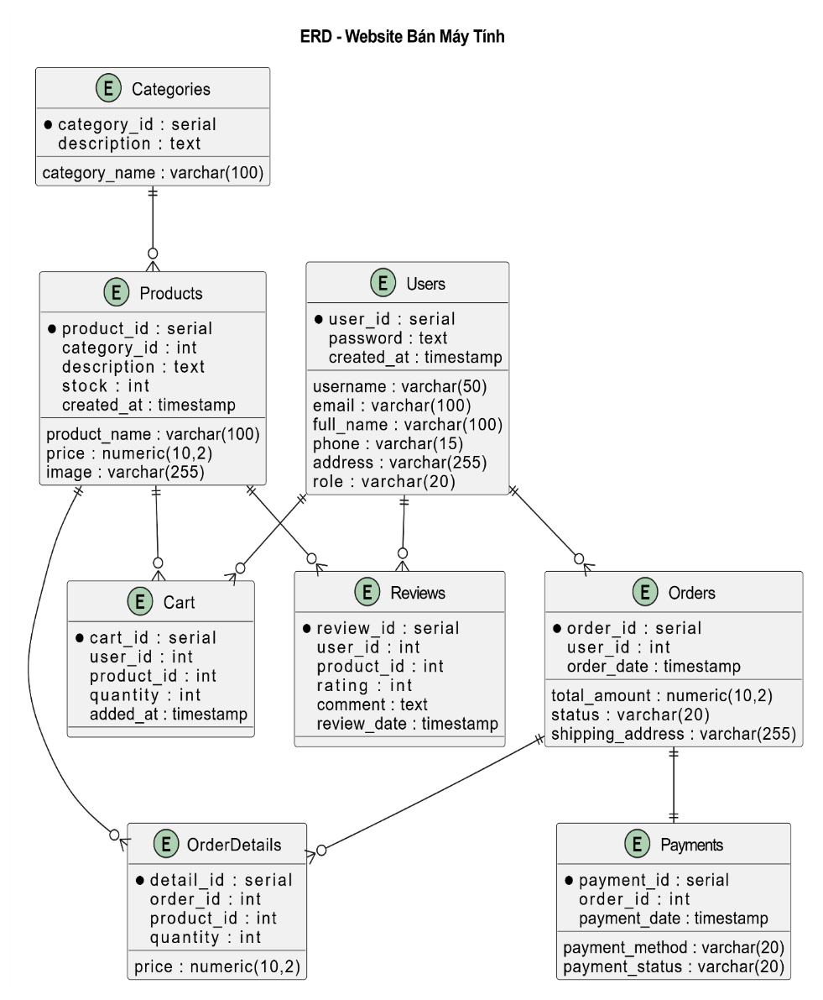 ERD - Website Bán Máy Tính
E Categories
category_id : serial
description : text
category_name : varchar(100)
E Products
product_id : serial
category_id : int
description : text
stock : int
created_at : timestamp
product_name : varchar(100)
price : numeric(10,2)
image : varchar(255)
E Users
user_id : serial
password : text
created_at : timestamp
username : varchar(50)
email : varchar(100)
full_name : varchar(100)
phone : varchar(15)
address : varchar(255)
role : varchar(20)
E Cart
cart_id : serial
user_id : int
product_id : int
quantity : int
added_at : timestamp
E Reviews
review_id : serial
user_id : int
product_id : int
rating : int
comment : text
review_date : timestamp
E Orders
order_id : serial
user_id : int
order_date : timestamp
total_amount : numeric(10,2)
status : varchar(20)
shipping_address : varchar(255)
E OrderDetails
detail_id : serial
order_id : int
product_id : int
quantity : int
price : numeric(10,2)
E Payments
payment_id : serial
order_id : int
payment_date : timestamp
payment_method : varchar(20)
payment_status : varchar(20)